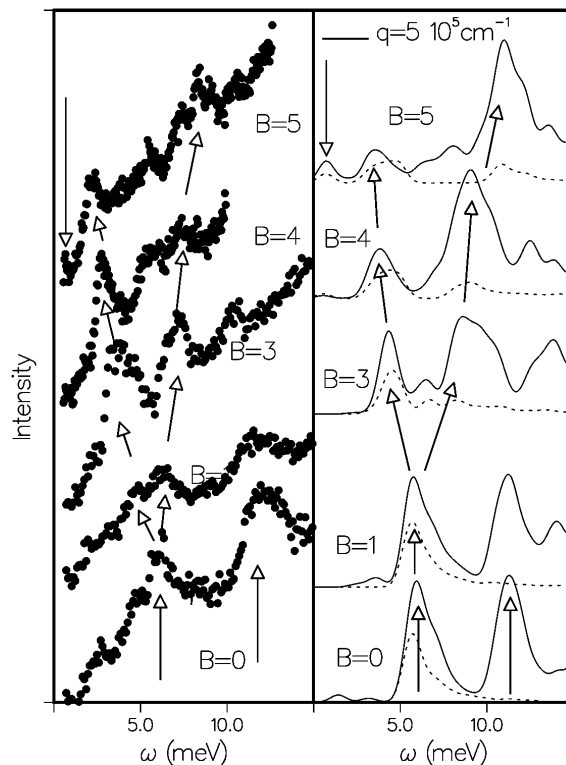 q=5 10⁵cm⁻¹
B=5
B=5
B=4
B=4
B=3
B=3
B=
B=1
B=0
B=0
Intensity
5.0 10.0
5.0 10.0
ω (meV)
ω (meV)